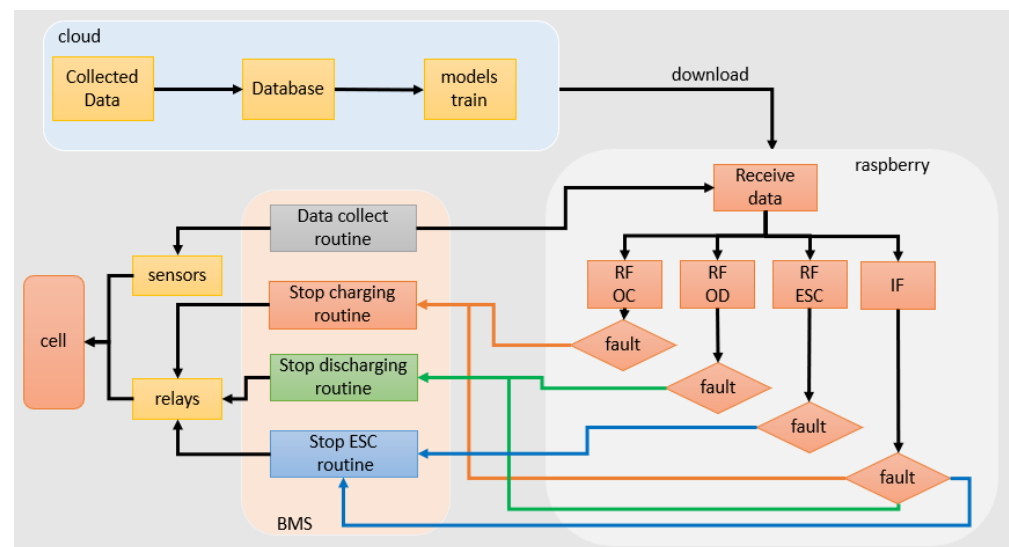 cloud
Collected
Data
Database
models
train
download
raspberry
Receive
data
Data collect
routine
sensors
RF
OC
RF
OD
RF
ESC
IF
Stop charging
routine
cell
fault
Stop discharging
routine
fault
relays
fault
Stop ESC
routine
fault
BMS